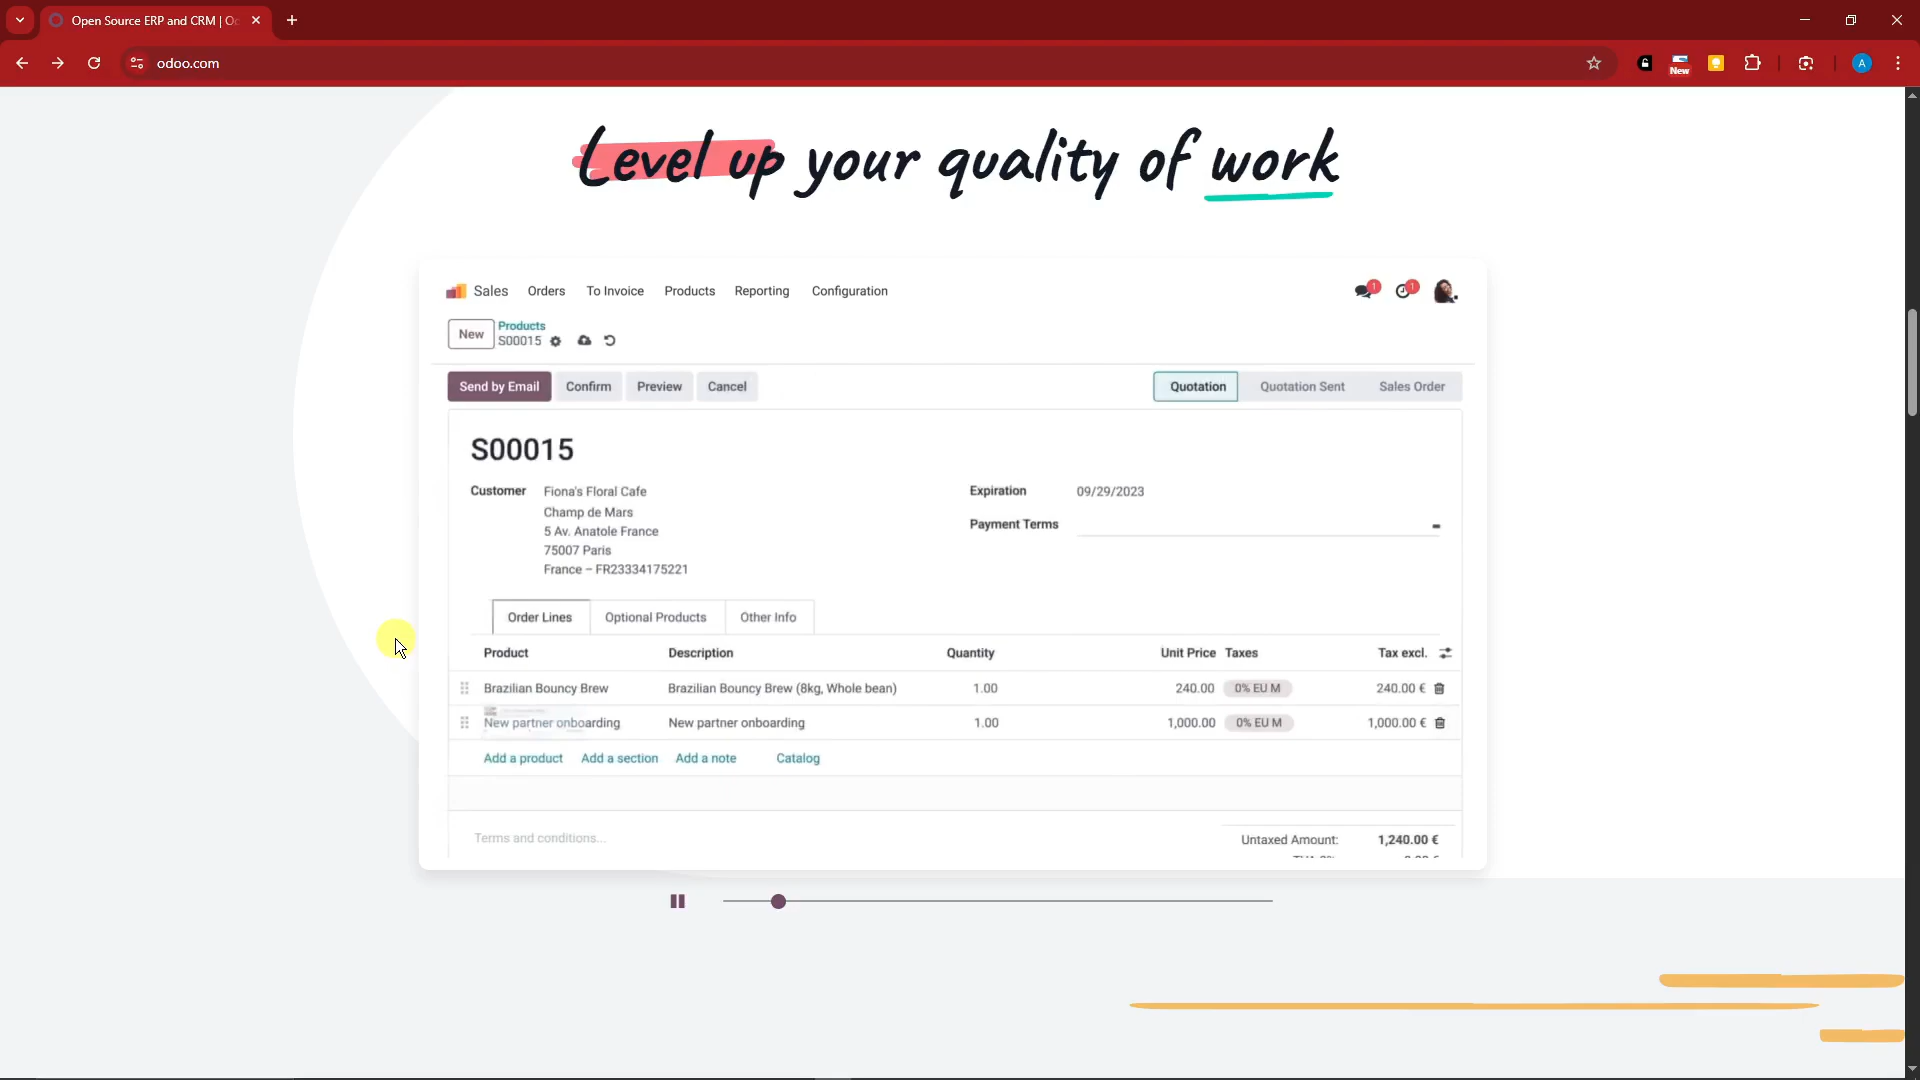 Open Source ERP and CRM | Oc
odoo.com
New
A
Level up your quality of work
Sales Orders To Invoice Products Reporting Configuration
1 1
New Products
S00015
Send by Email Confirm Preview Cancel
Quotation Quotation Sent Sales Order
S00015
Customer Fiona's Floral Cafe
Champ de Mars
5 Av. Anatole France
75007 Paris
France – FR23334175221
Expiration 09/29/2023
Payment Terms
Order Lines Optional Products Other Info
Product Description Quantity Unit Price Taxes Tax excl.
Brazilian Bouncy Brew Brazilian Bouncy Brew (8kg, Whole bean) 1.00 240.00 0% EU M 240.00 €
New partner onboarding New partner onboarding 1.00 1,000.00 0% EU M 1,000.00 €
Add a product Add a section Add a note Catalog
Terms and conditions...
Untaxed Amount: 1,240.00 €